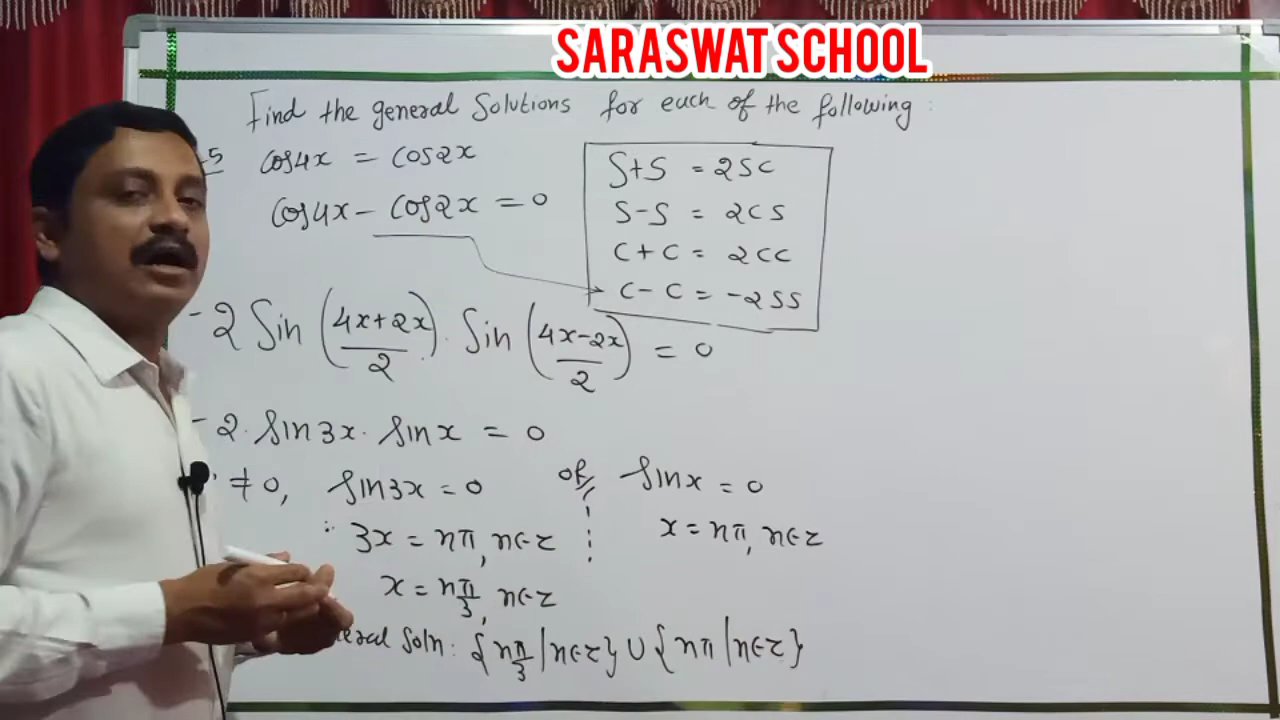 SARASWAT SCHOOL
Find the general Solutions for each of the following :
5 cos4x = cos2x
cos4x - cos2x = 0
S+S = 2SC
S-S = 2CS
C+C = 2CC
C-C = -2SS
-2 Sin (4x+2x/2) . Sin (4x-2x/2) = 0
-2. Sin3x. Sinx = 0
≠0, Sin3x = 0 or, Sinx = 0
∴ 3x = nπ, n∈z
x = nπ, n∈z
x = nπ/3, n∈z
eral Soln: {nπ/3 | n∈z} ∪ {nπ | n∈z}